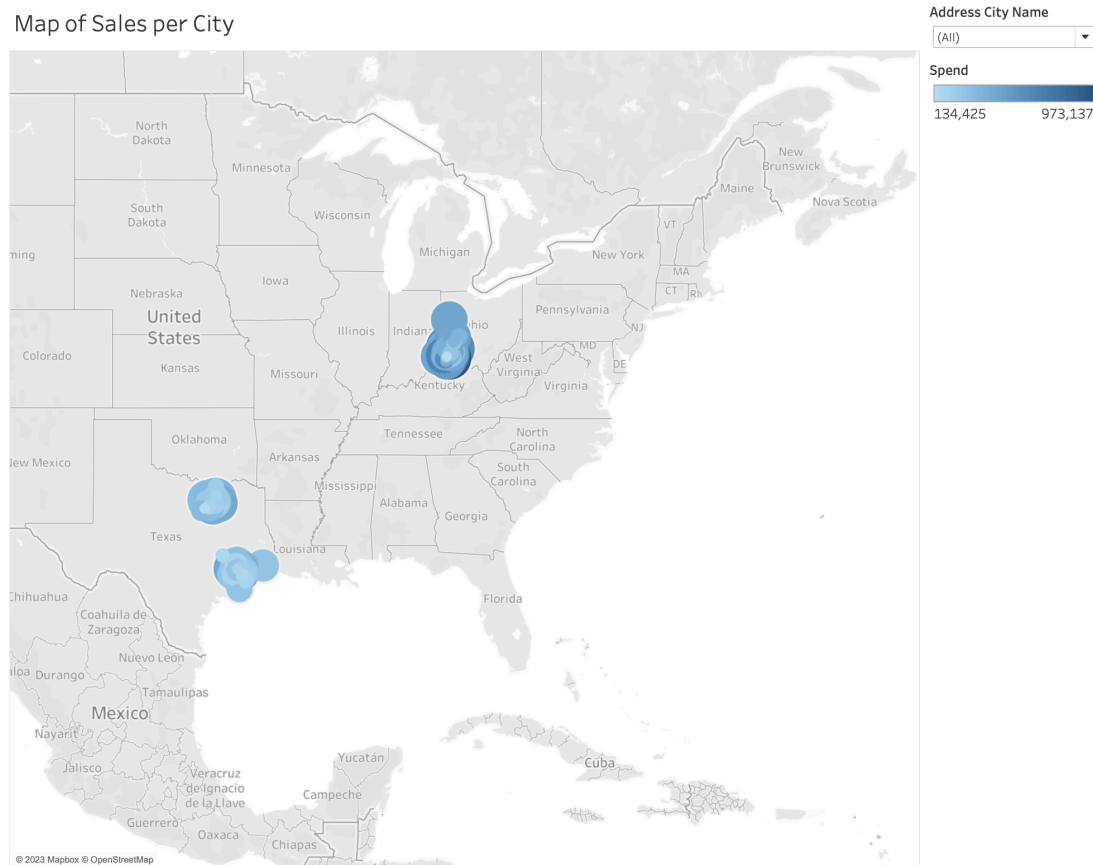 Map of Sales per City
Address City Name
(All)
Spend
134,425
973,137
North
Dakota
Minnesota
New
Brunswick
Maine
Nova Scotia
South
Dakota
Wisconsin
VT
ming
Michigan
New York
MA
Iowa
CT
RI
Nebraska
United
States
Pennsylvania
Illinois
Indian
hio
NJ
MD
Colorado
Kansas
West
Virginia
DE
Missouri
Kentucky
Virginia
Oklahoma
Tennessee
North
Carolina
New Mexico
Arkansas
South
Carolina
Mississippi
Alabama
Georgia
Texas
Louisiana
Chihuahua
Florida
Coahuila de
Zaragoza
Nuevo León
loa
Durango
Tamaulipas
Mexico
Nayarit
Jalisco
Yucatán
Cuba
Veracruz
de Ignacio
de la Llave
Campeche
Guerrero
Oaxaca
Chiapas
© 2023 Mapbox © OpenStreetMap